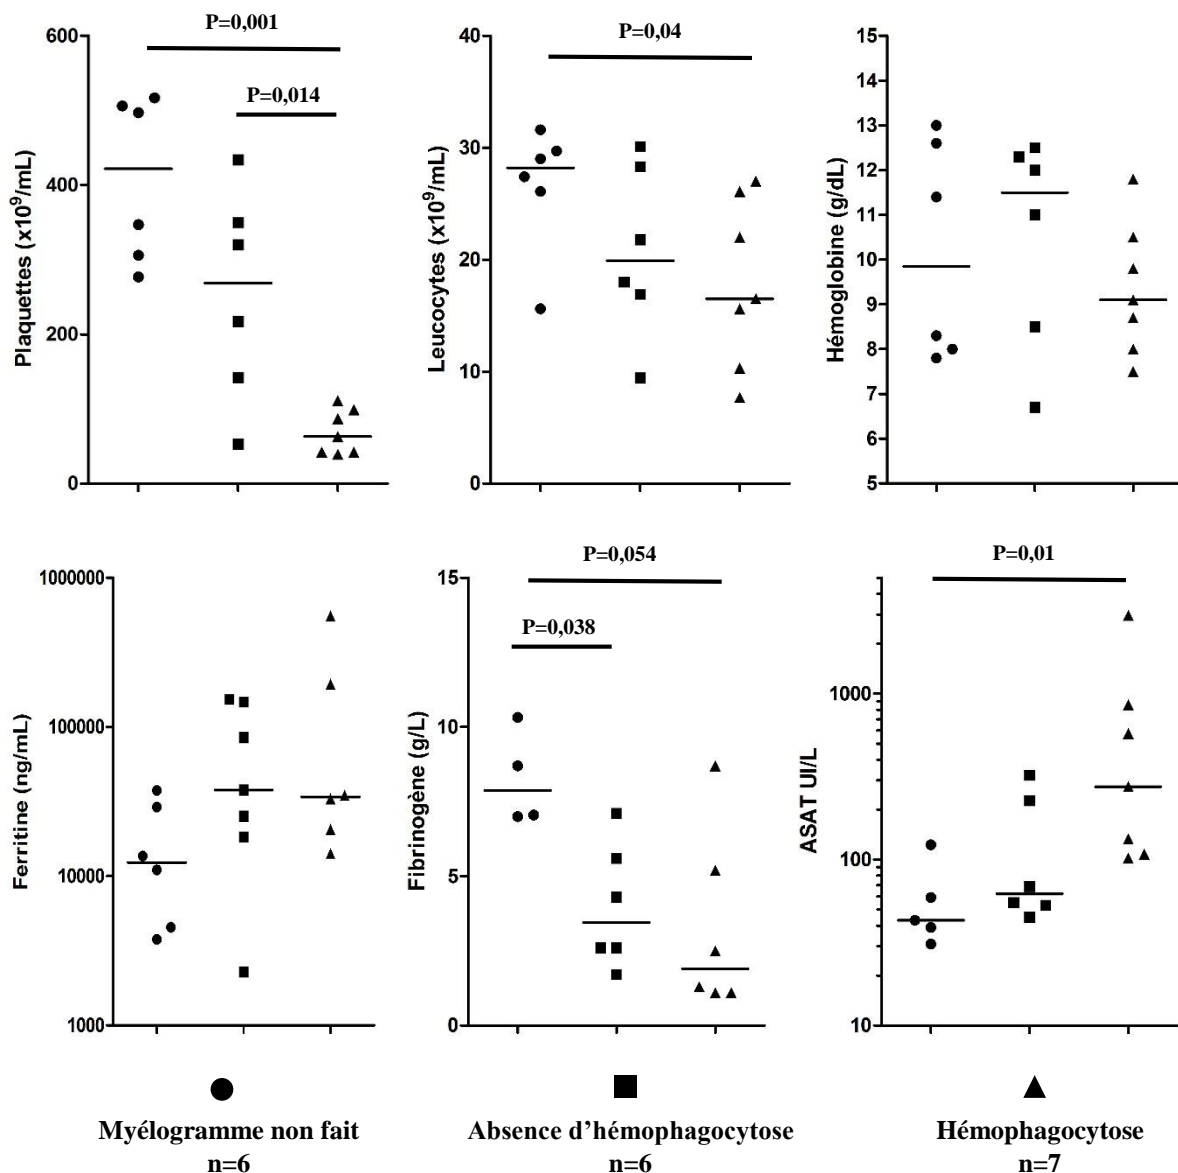 P=0,001
P=0,014
600
400
200
0
Plaquettes (x10⁹/mL)
P=0,04
40
30
20
10
0
Leucocytes (x10⁹/mL)
15
14
13
12
11
10
9
8
7
6
5
Hémoglobine (g/dL)
1000000
100000
10000
1000
Ferritine (ng/mL)
P=0,054
P=0,038
15
10
5
0
Fibrinogène (g/L)
P=0,01
1000
100
10
ASAT UI/L
Myélogramme non fait
n=6
Absence d'hémophagocytose
n=6
Hémophagocytose
n=7